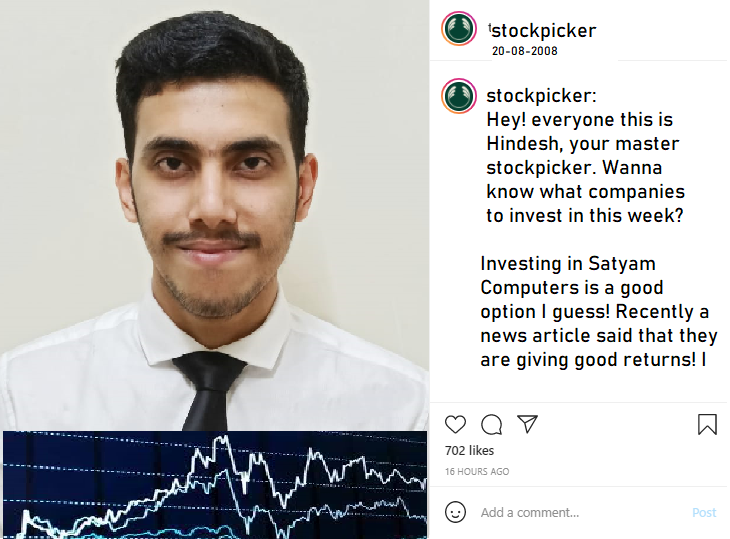 stockpicker
20-08-2008
stockpicker:
Hey! everyone this is
Hindesh, your master
stockpicker. Wanna
know what companies
to invest in this week?
Investing in Satyam
Computers is a good
option I guess! Recently a
news article said that they
are giving good returns! I
702 likes
16 HOURS AGO
Add a comment...
Post